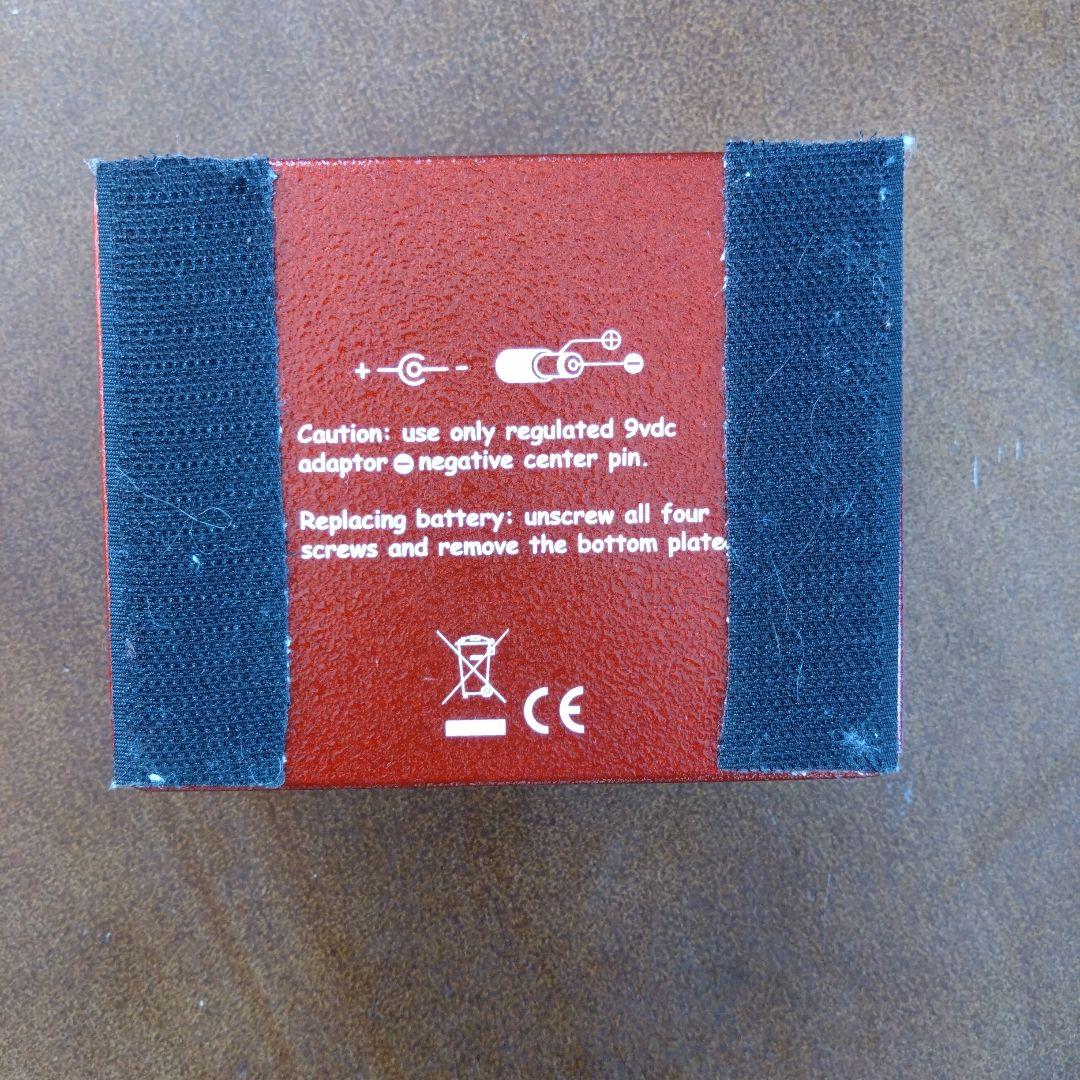 + -
Caution: use only regulated 9vdc
adaptor ⊖ negative center pin.
Replacing battery: unscrew all four
screws and remove the bottom plate.
CE